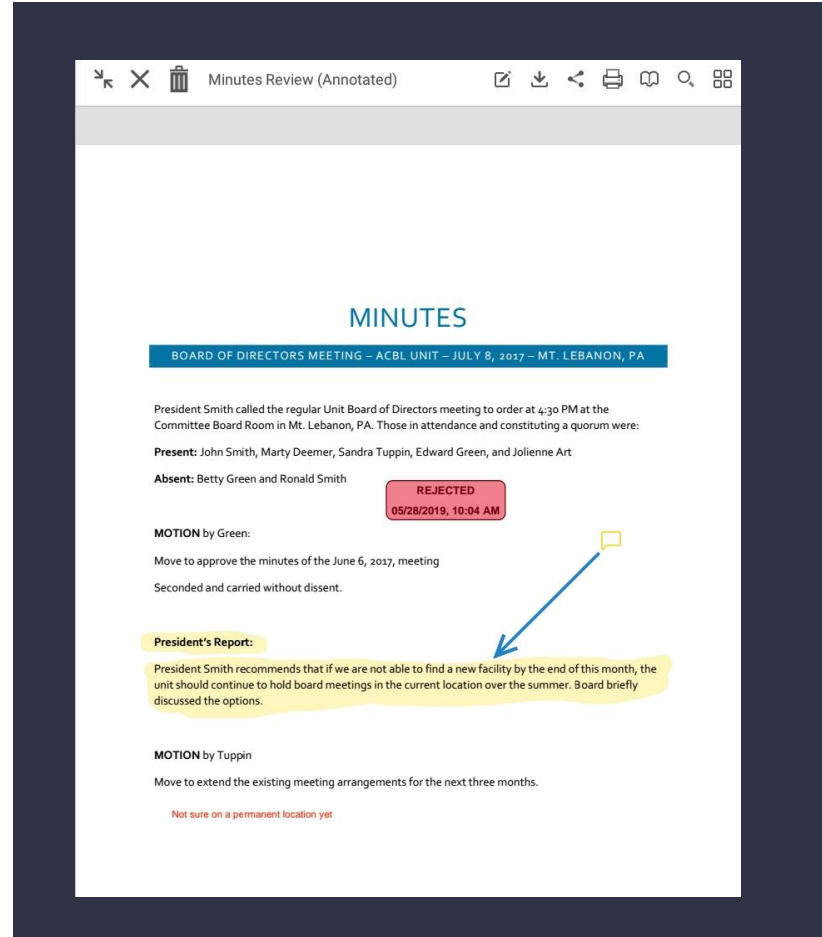 Minutes Review (Annotated)
MINUTES
BOARD OF DIRECTORS MEETING – ACBL UNIT – JULY 8, 2017 – MT. LEBANON, PA
President Smith called the regular Unit Board of Directors meeting to order at 4:30 PM at the
Committee Board Room in Mt. Lebanon, PA. Those in attendance and constituting a quorum were:
Present: John Smith, Marty Deemer, Sandra Tuppin, Edward Green, and Jolienne Art
Absent: Betty Green and Ronald Smith
REJECTED
05/28/2019, 10:04 AM
MOTION by Green:
Move to approve the minutes of the June 6, 2017, meeting
Seconded and carried without dissent.
President's Report:
President Smith recommends that if we are not able to find a new facility by the end of this month, the
unit should continue to hold board meetings in the current location over the summer. Board briefly
discussed the options.
MOTION by Tuppin
Move to extend the existing meeting arrangements for the next three months.
Not sure on a permanent location yet